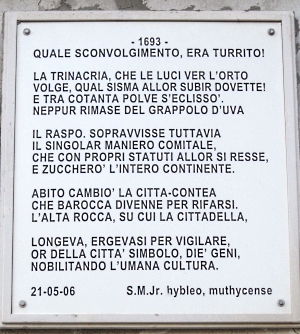 - 1693 -
QUALE SCONVOLGIMENTO, ERA TURRITO!
LA TRINACRIA, CHE LE LUCI VER L'ORTO
VOLGE, QUAL SISMA ALLOR SUBIR DOVETTE!
E TRA COTANTA POLVE S'ECLISSO'.
NEPPUR RIMASE DEL GRAPPOLO D'UVA
IL RASPO. SOPRAVVISSE TUTTAVIA
IL SINGOLAR MANIERO COMITALE,
CHE CON PROPRI STATUTI ALLOR SI RESSE,
E ZUCCHERO' L'INTERO CONTINENTE.
ABITO CAMBIO' LA CITTA-CONTEA
CHE BAROCCA DIVENNE PER RIFARSI.
L'ALTA ROCCA, SU CUI LA CITTADELLA,
LONGEVA, ERGEVASI PER VIGILARE,
OR DELLA CITTA' SIMBOLO, DIE' GENI,
NOBILITANDO L'UMANA CULTURA.
21-05-06 S.M.Jr. hybleo, muthycense